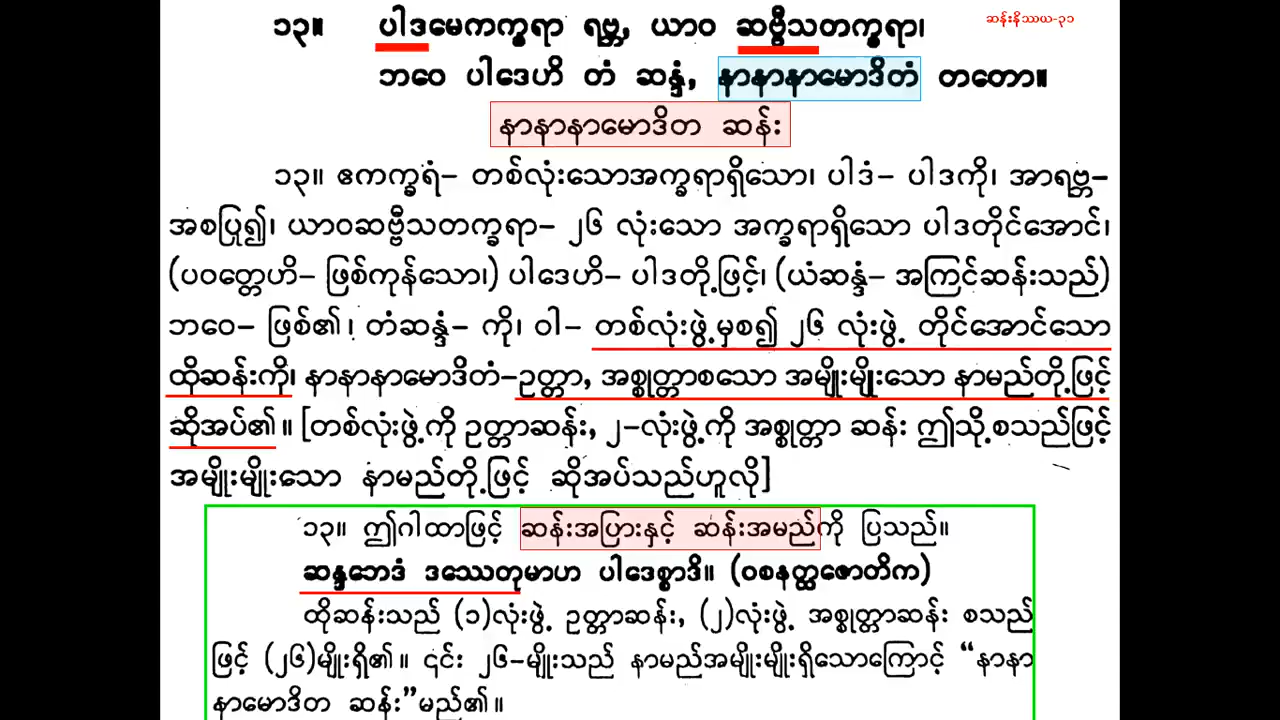 ဆန်းနိဿယ-၃၁
၁၃။ ပါဒမေကက္ခရာ ရဗ္ဘ, ယာဝ ဆဗ္ဗီသတက္ခရာ၊
ဘဝေ ပါဒေဟိ တံ ဆန္ဒံ, နာနာနာမောဒိတံ တတော။
နာနာနာမောဒိတ ဆန်း
၁၃။ ဧကက္ခရံ– တစ်လုံးသောအက္ခရာရှိသော၊ ပါဒံ– ပါဒကို၊ အာရဗ္ဘ–
အစပြု၍၊ ယာဝဆဗ္ဗီသတက္ခရာ– ၂၆ လုံးသော အက္ခရာရှိသော ပါဒတိုင်အောင်၊
(ပဝတ္တေဟိ– ဖြစ်ကုန်သော၊) ပါဒေဟိ– ပါဒတို့ဖြင့်၊ (ယံဆန္ဒံ– အကြင်ဆန်းသည်)
ဘဝေ– ဖြစ်၏၊ တံဆန္ဒံ– ကို၊ ဝါ– တစ်လုံးဖွဲ့မှစ၍ ၂၆ လုံးဖွဲ့ တိုင်အောင်သော
ထိုဆန်းကို၊ နာနာနာမောဒိတံ–ဥတ္တာ, အစ္စုတ္တာစသော အမျိုးမျိုးသော နာမည်တို့ဖြင့်
ဆိုအပ်၏။ [တစ်လုံးဖွဲ့ကို ဥတ္တာဆန်း, ၂-လုံးဖွဲ့ကို အစ္စုတ္တာ ဆန်း ဤသို့စသည်ဖြင့်
အမျိုးမျိုးသော နာမည်တို့ဖြင့် ဆိုအပ်သည်ဟူလို]
၁၃။ ဤဂါထာဖြင့် ဆန်းအပြားနှင့် ဆန်းအမည်ကို ပြသည်။
ဆန္ဒဘေဒံ ဒဿေတုမာဟ ပါဒေစ္စာဒိ။ (ဝစနတ္ထဇောတိက)
ထိုဆန်းသည် (၁)လုံးဖွဲ့ ဥတ္တာဆန်း, (၂)လုံးဖွဲ့ အစ္စုတ္တာဆန်း စသည်
ဖြင့် (၂၆)မျိုးရှိ၏။ ၎င်း ၂၆-မျိုးသည် နာမည်အမျိုးမျိုးရှိသောကြောင့် “နာနာ
နာမောဒိတ ဆန်း”မည်၏။